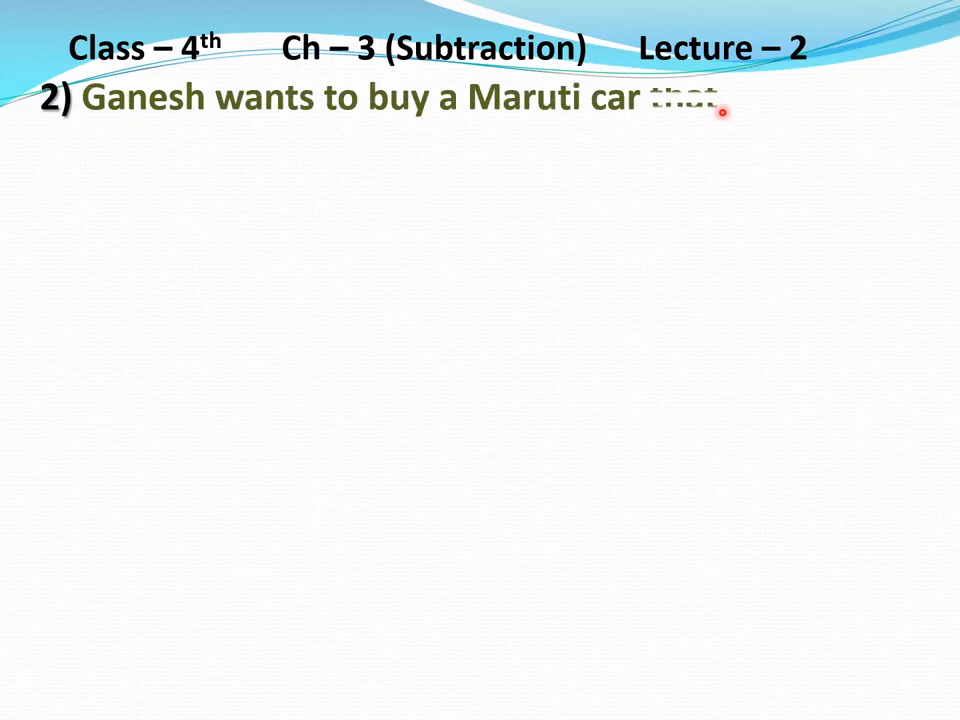 Class – 4th Ch – 3 (Subtraction) Lecture – 2
2) Ganesh wants to buy a Maruti car that